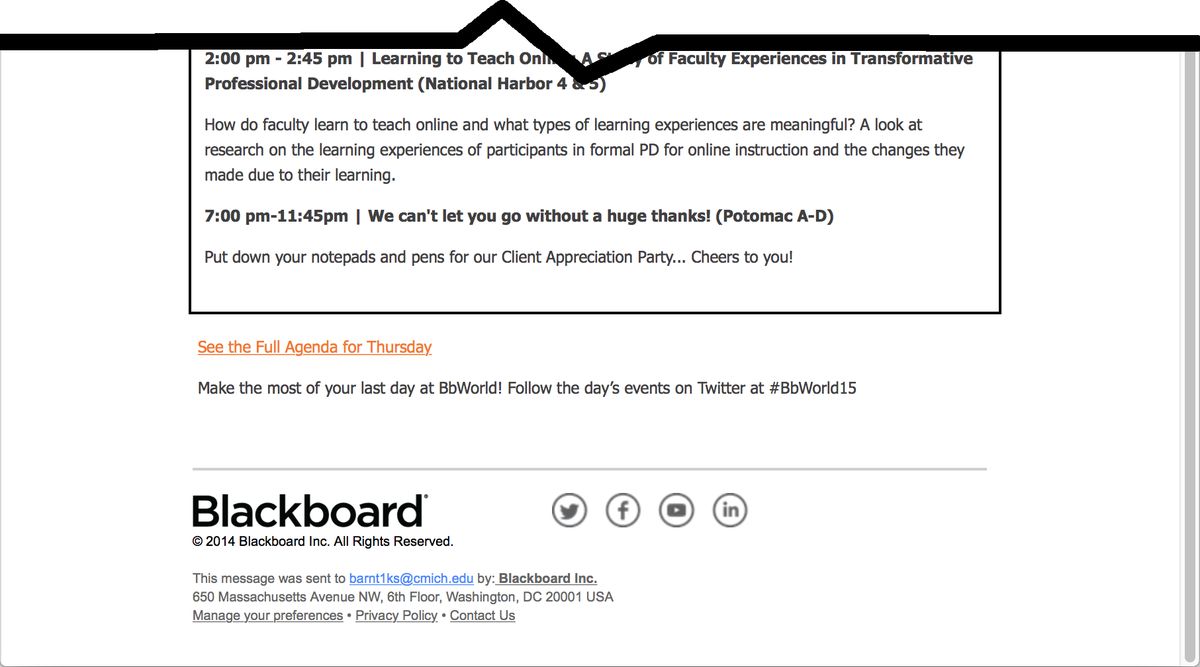 2:00 pm - 2:45 pm | Learning to Teach A of Faculty Experiences in Transformative
Professional Development (National Harbor 4 & 5)
How do faculty learn to teach online and what types of learning experiences are meaningful? A look at
research on the learning experiences of participants in formal PD for online instruction and the changes they
made due to their learning.
7:00 pm-11:45pm | We can't let you go without a huge thanks! (Potomac A-D)
Put down your notepads and pens for our Client Appreciation Party... Cheers to you!
See the Full Agenda for Thursday
Make the most of your last day at BbWorld! Follow the day’s events on Twitter at #BbWorld15
Blackboard
© 2014 Blackboard Inc. All Rights Reserved.
This message was sent to barnt1ks@cmich.edu by: Blackboard Inc.
650 Massachusetts Avenue NW, 6th Floor, Washington, DC 20001 USA
Manage your preferences • Privacy Policy • Contact Us